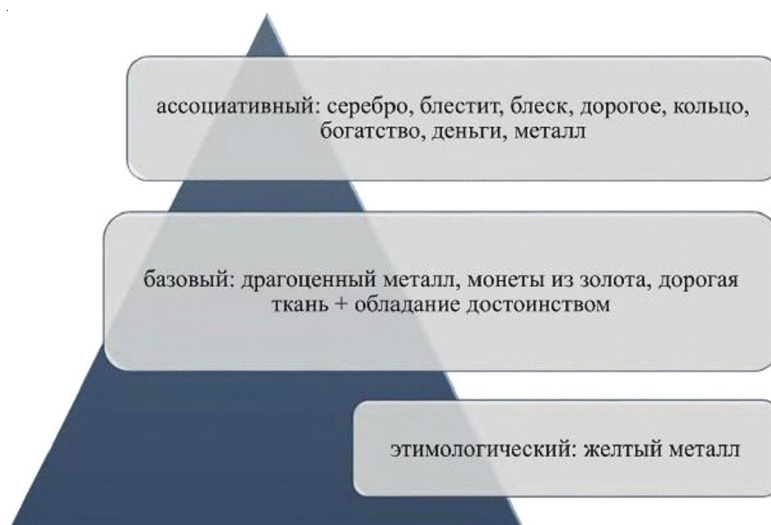 ассоциативный: серебро, блестит, блеск, дорогое, кольцо,
богатство, деньги, металл
базовый: драгоценный металл, монеты из золота, дорогая
ткань + обладание достоинством
этимологический: желтый металл